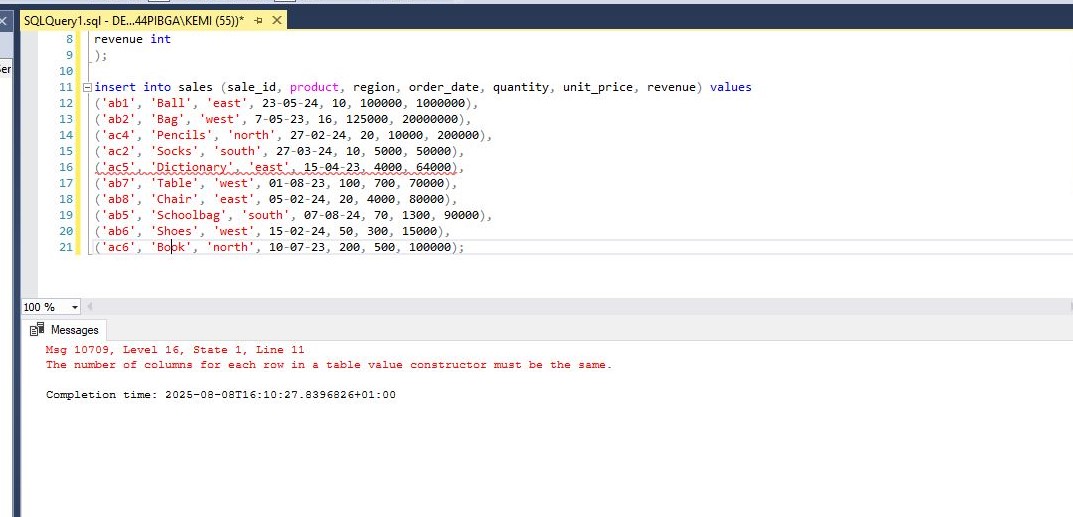 SQLQuery1.sql - DE...44PIBGA\KEMI (55))*
8 revenue int
9 );
ser
10
11 insert into sales (sale_id, product, region, order_date, quantity, unit_price, revenue) values
12 ('ab1', 'Ball', 'east', 23-05-24, 10, 100000, 1000000),
13 ('ab2', 'Bag', 'west', 7-05-23, 16, 125000, 20000000),
14 ('ac4', 'Pencils', 'north', 27-02-24, 20, 10000, 200000),
15 ('ac2', 'Socks', 'south', 27-03-24, 10, 5000, 50000),
16 ('ac5', 'Dictionary', 'east', 15-04-23, 4000, 64000),
17 ('ab7', 'Table', 'west', 01-08-23, 100, 700, 70000),
18 ('ab8', 'Chair', 'east', 05-02-24, 20, 4000, 80000),
19 ('ab5', 'Schoolbag', 'south', 07-08-24, 70, 1300, 90000),
20 ('ab6', 'Shoes', 'west', 15-02-24, 50, 300, 15000),
21 ('ac6', 'Book', 'north', 10-07-23, 200, 500, 100000);
100 %
Messages
Msg 10709, Level 16, State 1, Line 11
The number of columns for each row in a table value constructor must be the same.
Completion time: 2025-08-08T16:10:27.8396826+01:00